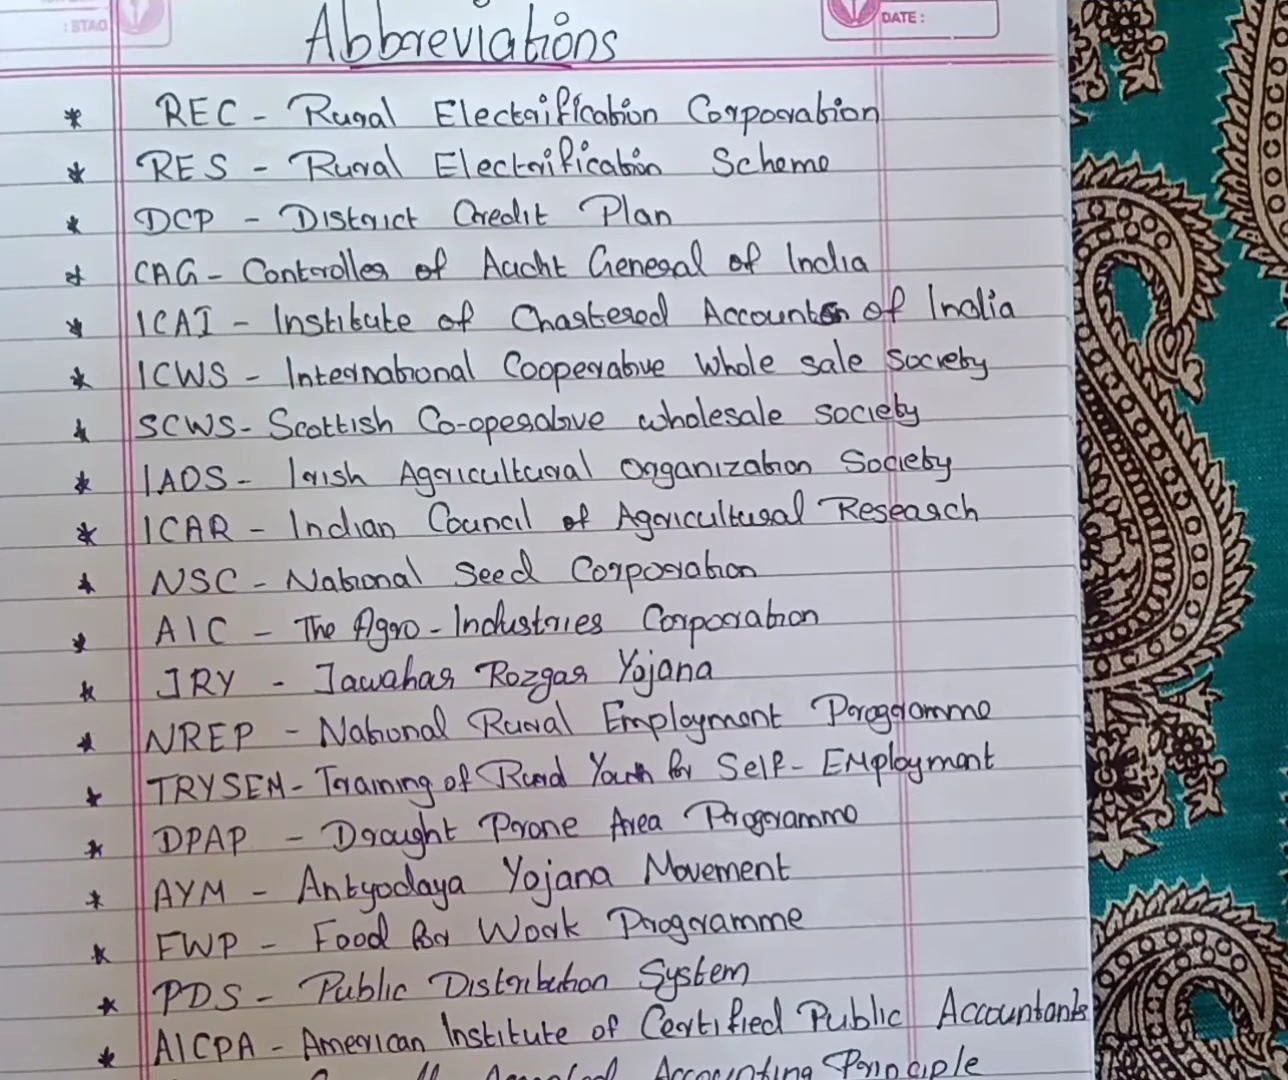 DATE :
Abbreviations
* REC - Rural Electrification Corporation
* RES - Rural Electrification Scheme
* DCP - District Credit Plan
* CAG - Controller of Audit General of India
* ICAI - Institute of Chartered Accounts of India
* ICWS - International Cooperative Whole sale Society
* SCWS - Scottish Co-operative wholesale society
* IAOS - Irish Agricultural Organization Society
* ICAR - Indian Council of Agricultural Research
* NSC - National Seed Corporation
* AIC - The Agro - Industries Corporation
* JRY - Jawahar Rozgar Yojana
* NREP - National Rural Employment Programme
* TRYSEM - Training of Rural Youth for Self - Employment
* DPAP - Drought Prone Area Programme
* AYM - Antyodaya Yojana Movement
* FWP - Food for Work Programme
* PDS - Public Distribution System
* AICPA - American Institute of Certified Public Accountants
Accounting Principle